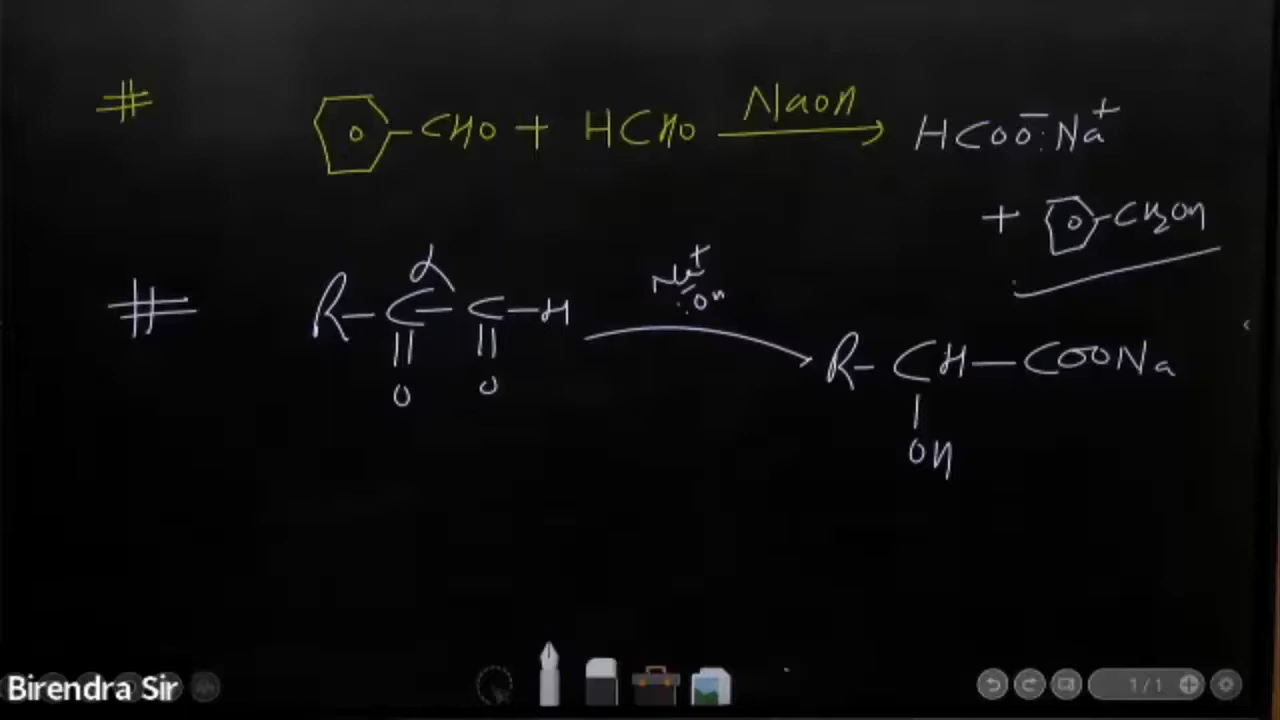 # ⌬-CHO + HCHO NaOH→ HCOO⁻:Na⁺
+ ⌬-CH₂OH
# R-C-C-H α Na⁺ :OH
|| ||
O O
R-CH-COONa
|
OH
Birendra Sir
1/1